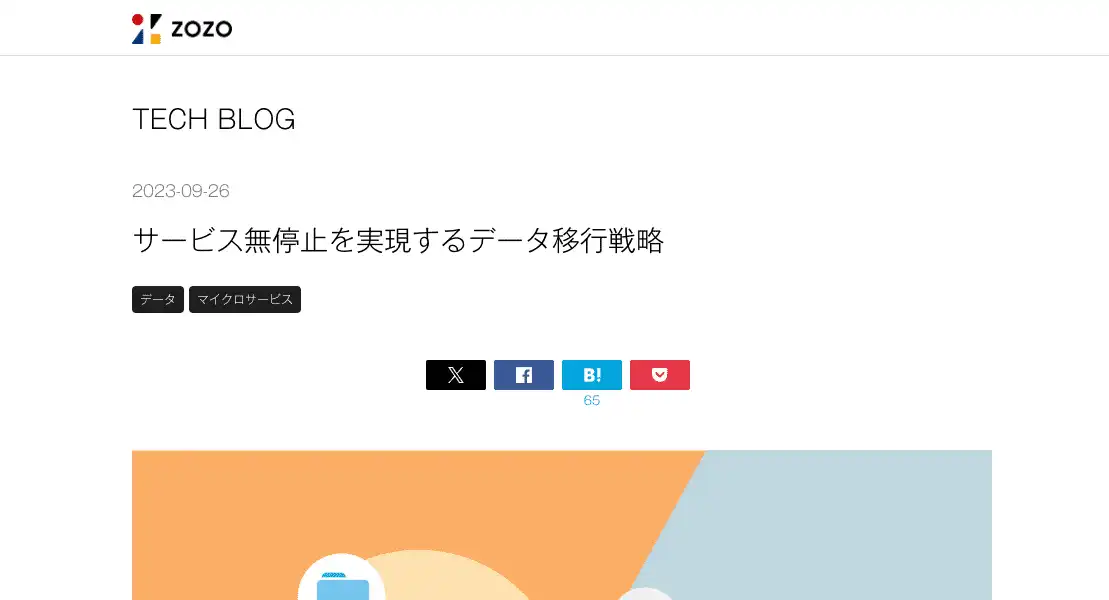 ZOZO
TECH BLOG
2023-09-26
サービス無停止を実現するデータ移行戦略
データ マイクロサービス
B!
65